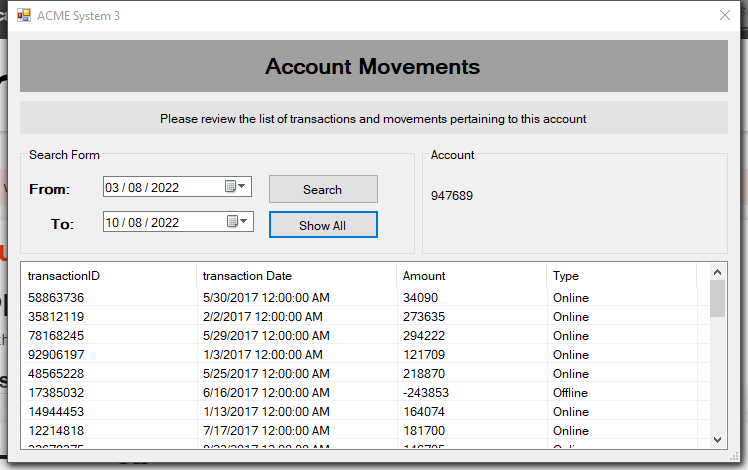 ACME System 3
Account Movements
Please review the list of transactions and movements pertaining to this account
Search Form
From: 03 / 08 / 2022 Search
To: 10 / 08 / 2022 Show All
Account
947689
transactionID transaction Date Amount Type
58863736 5/30/2017 12:00:00 AM 34090 Online
35812119 2/2/2017 12:00:00 AM 273635 Online
78168245 5/29/2017 12:00:00 AM 294222 Online
92906197 1/3/2017 12:00:00 AM 121709 Online
48565228 5/25/2017 12:00:00 AM 218870 Online
17385032 6/16/2017 12:00:00 AM -243853 Offline
14944453 1/13/2017 12:00:00 AM 164074 Online
12214818 7/17/2017 12:00:00 AM 181700 Online